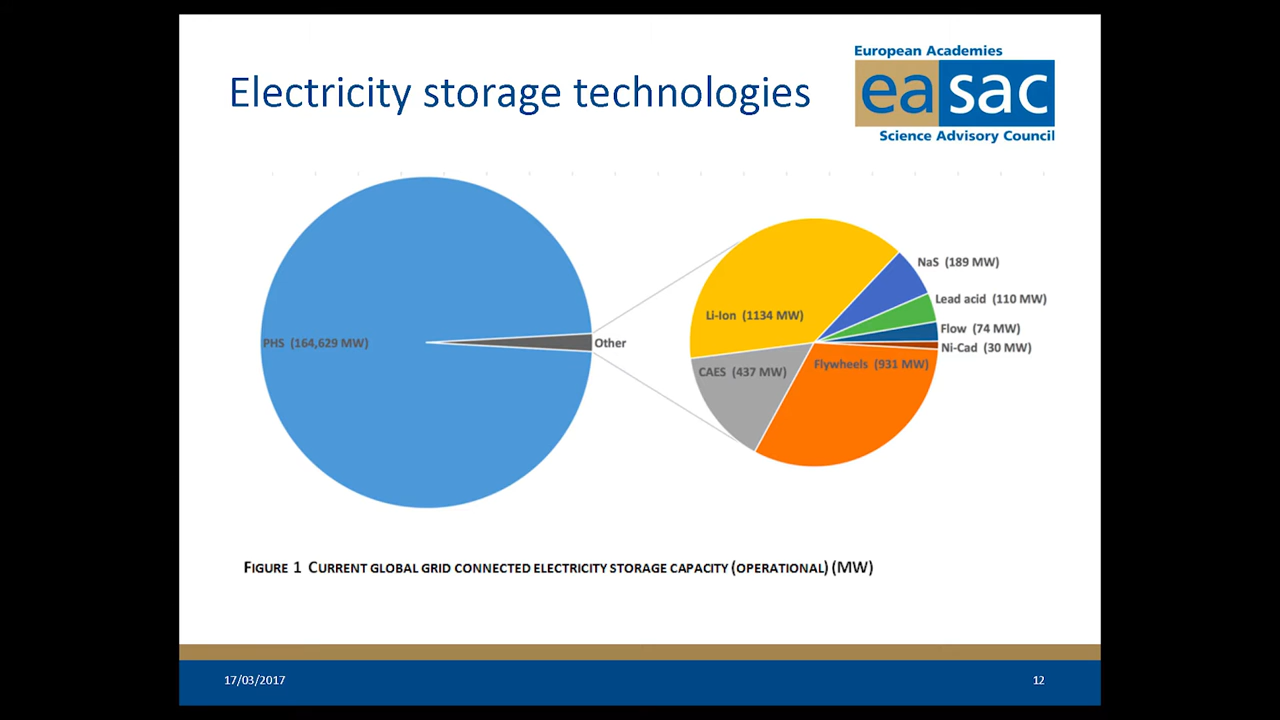 Electricity storage technologies
European Academies
easac
Science Advisory Council
PHS (164,629 MW)
Other
Li-Ion (1134 MW)
NaS (189 MW)
Lead acid (110 MW)
Flow (74 MW)
Ni-Cad (30 MW)
Flywheels (931 MW)
CAES (437 MW)
FIGURE 1 CURRENT GLOBAL GRID CONNECTED ELECTRICITY STORAGE CAPACITY (OPERATIONAL) (MW)
17/03/2017
12